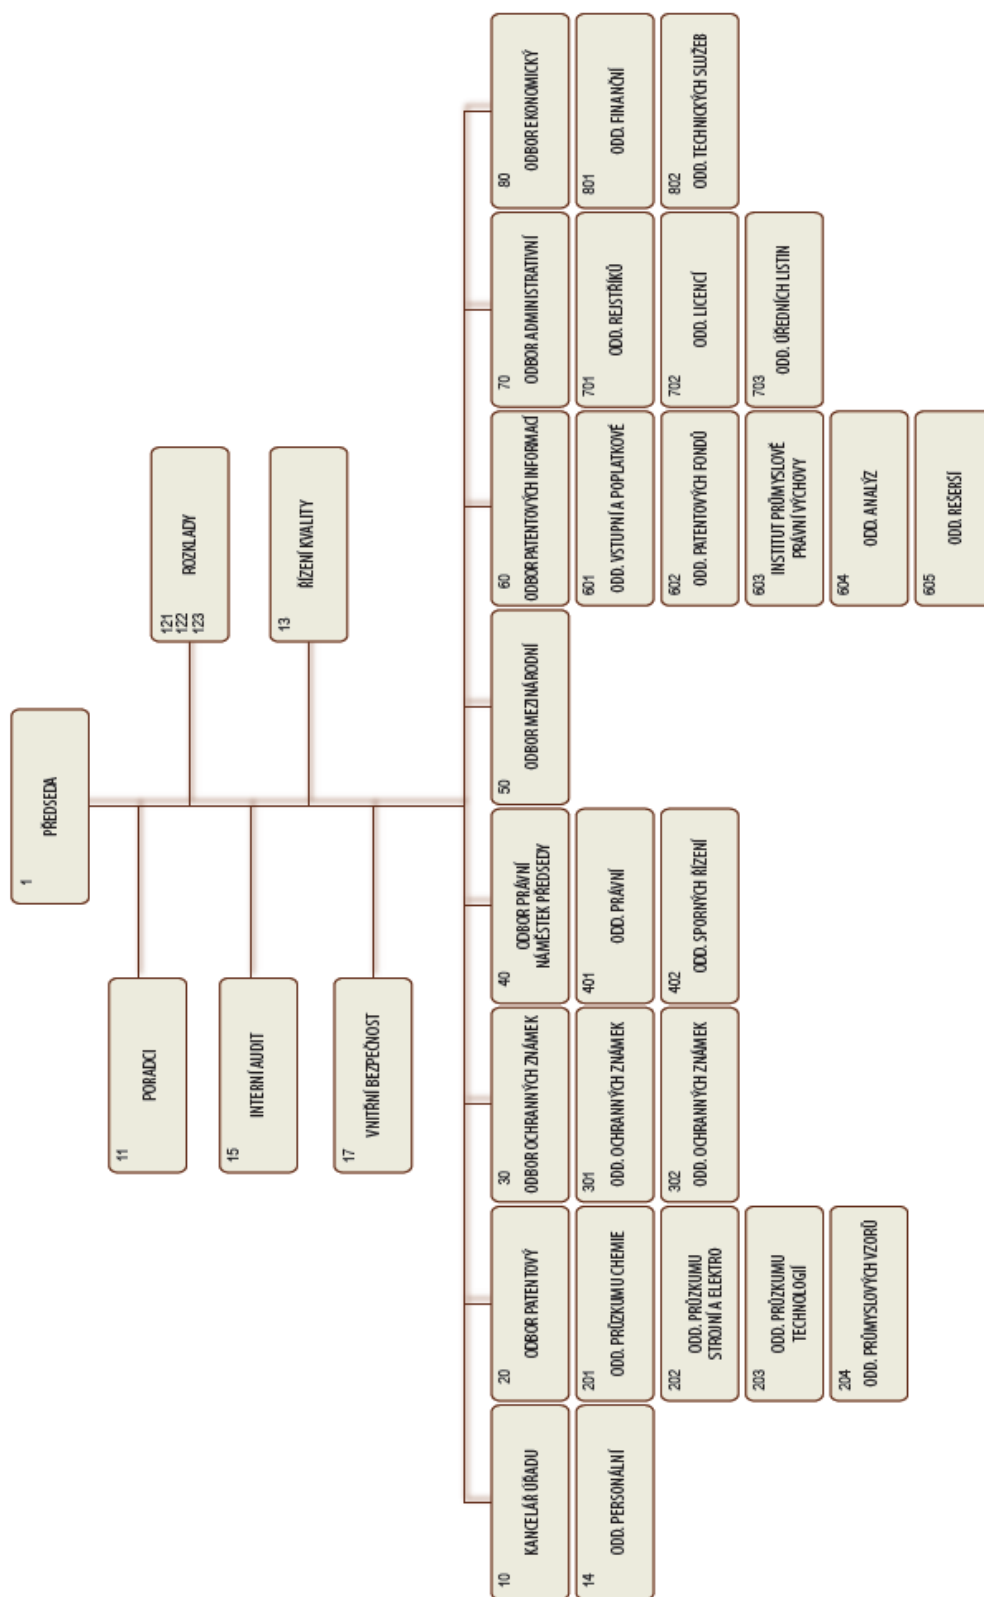 1
PŘEDSEDA
11
PORADCI
121
122
123
ROZKLADY
15
INTERNÍ AUDIT
13
ŘÍZENÍ KVALITY
17
VNITŘNÍ BEZPEČNOST
10
KANCELÁŘ ÚŘADU
14
ODD. PERSONÁLNÍ
20
ODBOR PATENTOVÝ
201
ODD. PRŮZKUMU CHEMIE
202
ODD. PRŮZKUMU
STROJNÍ A ELEKTRO
203
ODD. PRŮZKUMU
TECHNOLOGIÍ
204
ODD. PRŮMYSLOVÝCH VZORŮ
30
ODBOR OCHRANNÝCH ZNÁMEK
301
ODD. OCHRANNÝCH ZNÁMEK
302
ODD. OCHRANNÝCH ZNÁMEK
40
ODBOR PRÁVNÍ
NÁMĚSTEK PŘEDSEDY
401
ODD. PRÁVNÍ
402
ODD. SPORNÝCH ŘÍZENÍ
50
ODBOR MEZINÁRODNÍ
60
ODBOR PATENTOVÝCH INFORMACÍ
601
ODD. VSTUPNÍ A POPLATKOVÉ
602
ODD. PATENTOVÝCH FONDŮ
603
INSTITUT PRŮMYSLOVĚ
PRÁVNÍ VÝCHOVY
604
ODD. ANALÝZ
605
ODD. REŠERŠÍ
70
ODBOR ADMINISTRATIVNÍ
701
ODD. REJSTŘÍKŮ
702
ODD. LICENCÍ
703
ODD. ÚŘEDNÍCH LISTIN
80
ODBOR EKONOMICKÝ
801
ODD. FINANČNÍ
802
ODD. TECHNICKÝCH SLUŽEB